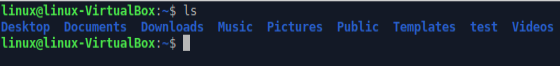 linux@linux-VirtualBox:~$ ls
Desktop  Documents  Downloads  Music  Pictures  Public  Templates  test  Videos
linux@linux-VirtualBox:~$